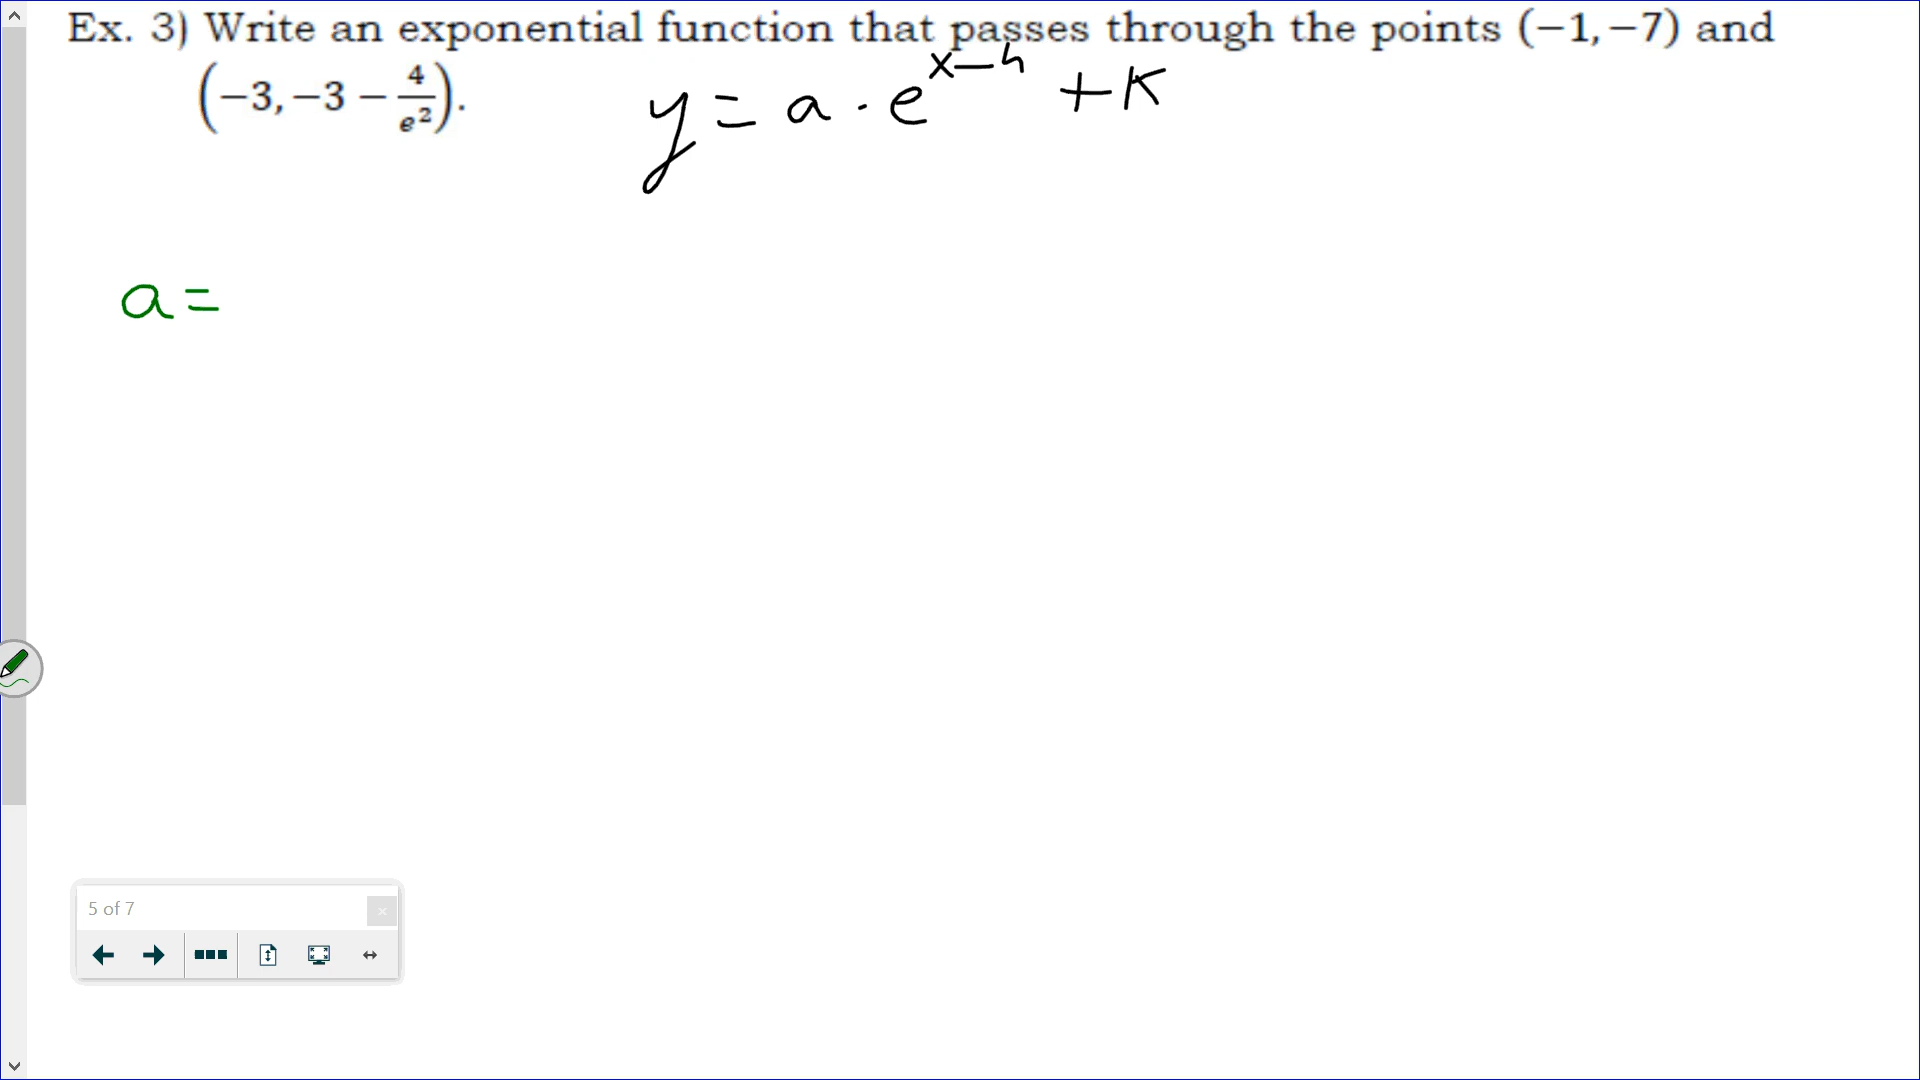 Ex. 3) Write an exponential function that passes through the points (−1, −7) and
(−3, −3 − 4/e²).
y = a · e^(x−h) + k
a =
5 of 7